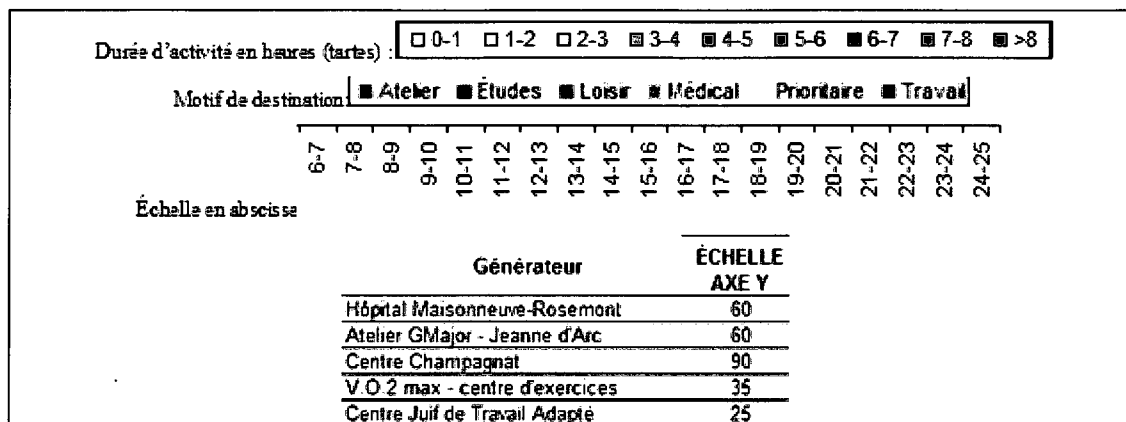 Durée d'activité en heures (tartes) : 0-1 1-2 2-3 3-4 4-5 5-6 6-7 7-8 >8
Motif de destination: Atelier Études Loisir Médical Prioritaire Travail
6-7 7-8 8-9 9-10 10-11 11-12 12-13 13-14 14-15 15-16 16-17 17-18 18-19 19-20 20-21 21-22 22-23 23-24 24-25
Échelle en abscisse
Générateur ÉCHELLE
AXE Y
Hôpital Maisonneuve-Rosemont 60
Atelier GMajor - Jeanne d'Arc 60
Centre Champagnat 90
V.O.2 max - centre d'exercices 35
Centre Juif de Travail Adapté 25